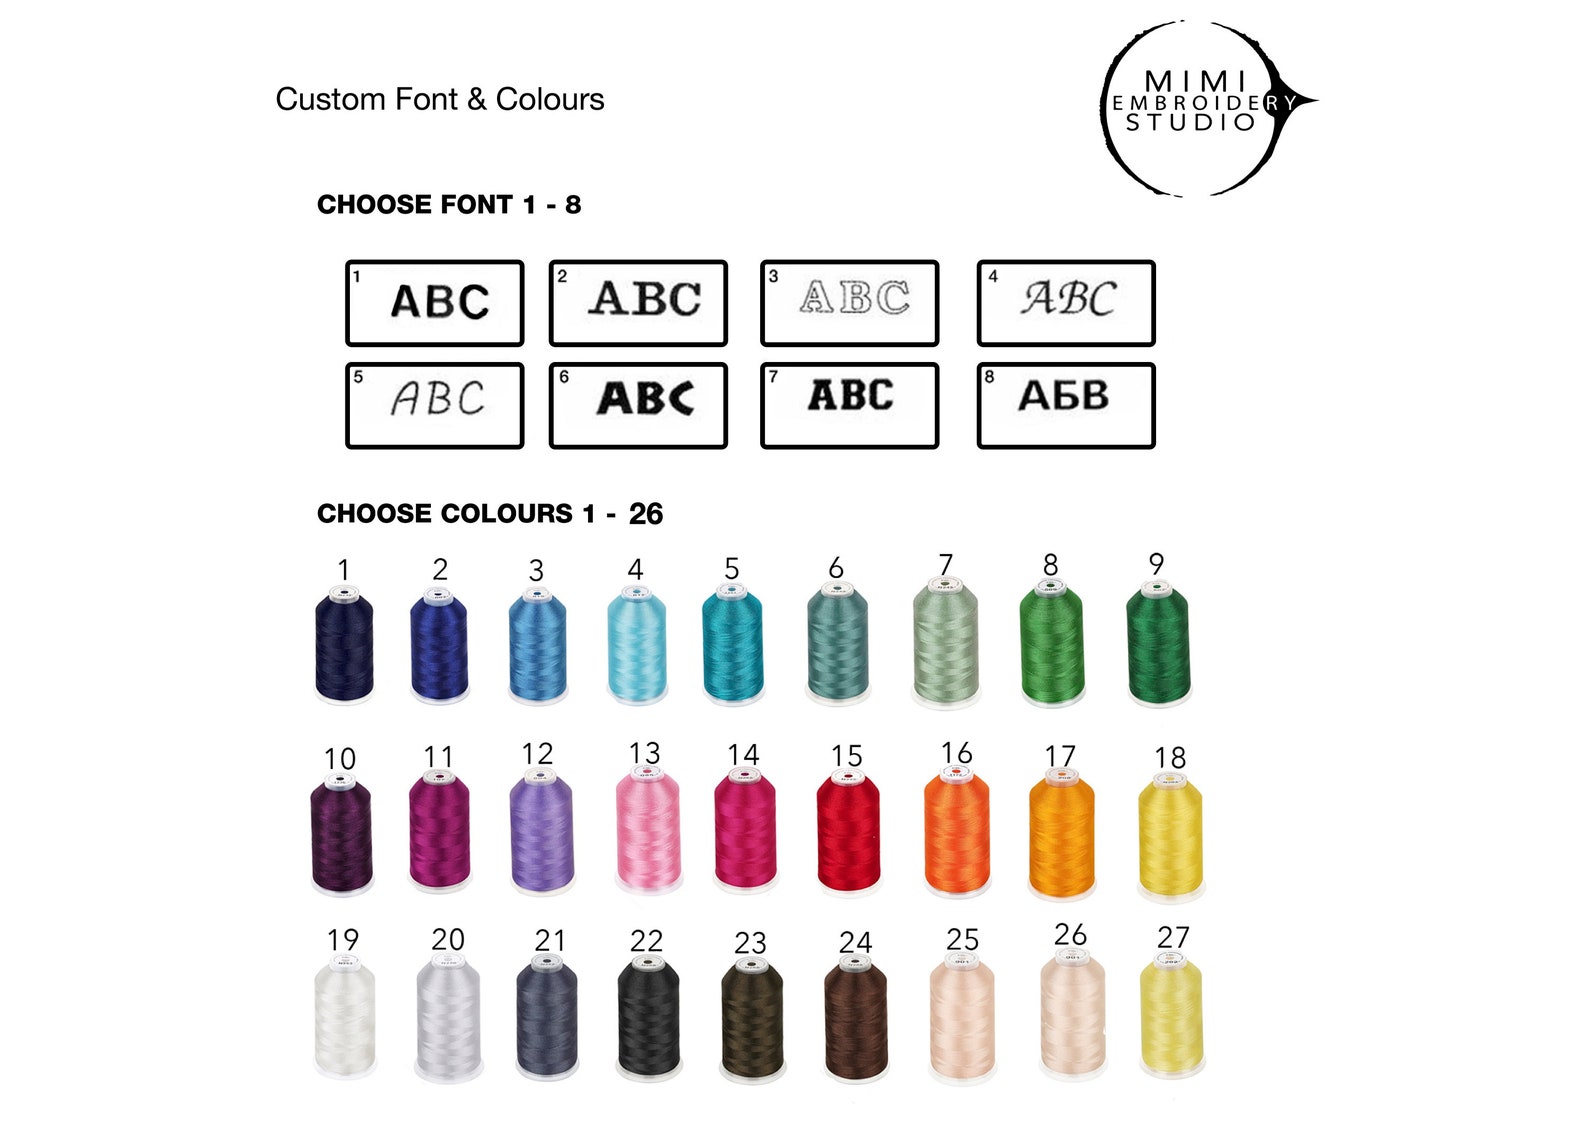 Custom Font & Colours
MIMI
EMBROIDERY
STUDIO
CHOOSE FONT 1 - 8
1
ABC
2
ABC
3
ABC
4
ABC
5
ABC
6
ABC
7
ABC
8
АБВ
CHOOSE COLOURS 1 - 26
1 2 3 4 5 6 7 8 9
10 11 12 13 14 15 16 17 18
19 20 21 22 23 24 25 26 27